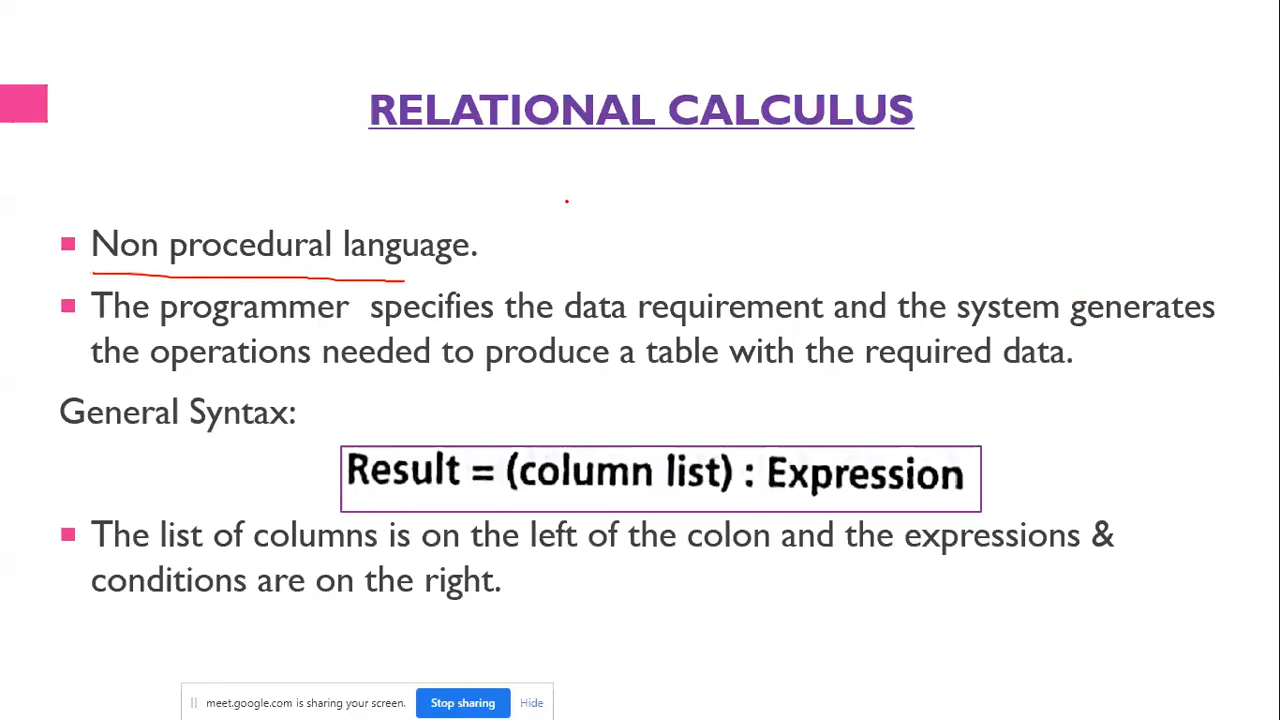 RELATIONAL CALCULUS
Non procedural language.
The programmer specifies the data requirement and the system generates
the operations needed to produce a table with the required data.
General Syntax:
Result = (column list) : Expression
The list of columns is on the left of the colon and the expressions &
conditions are on the right.
meet.google.com is sharing your screen. Stop sharing Hide